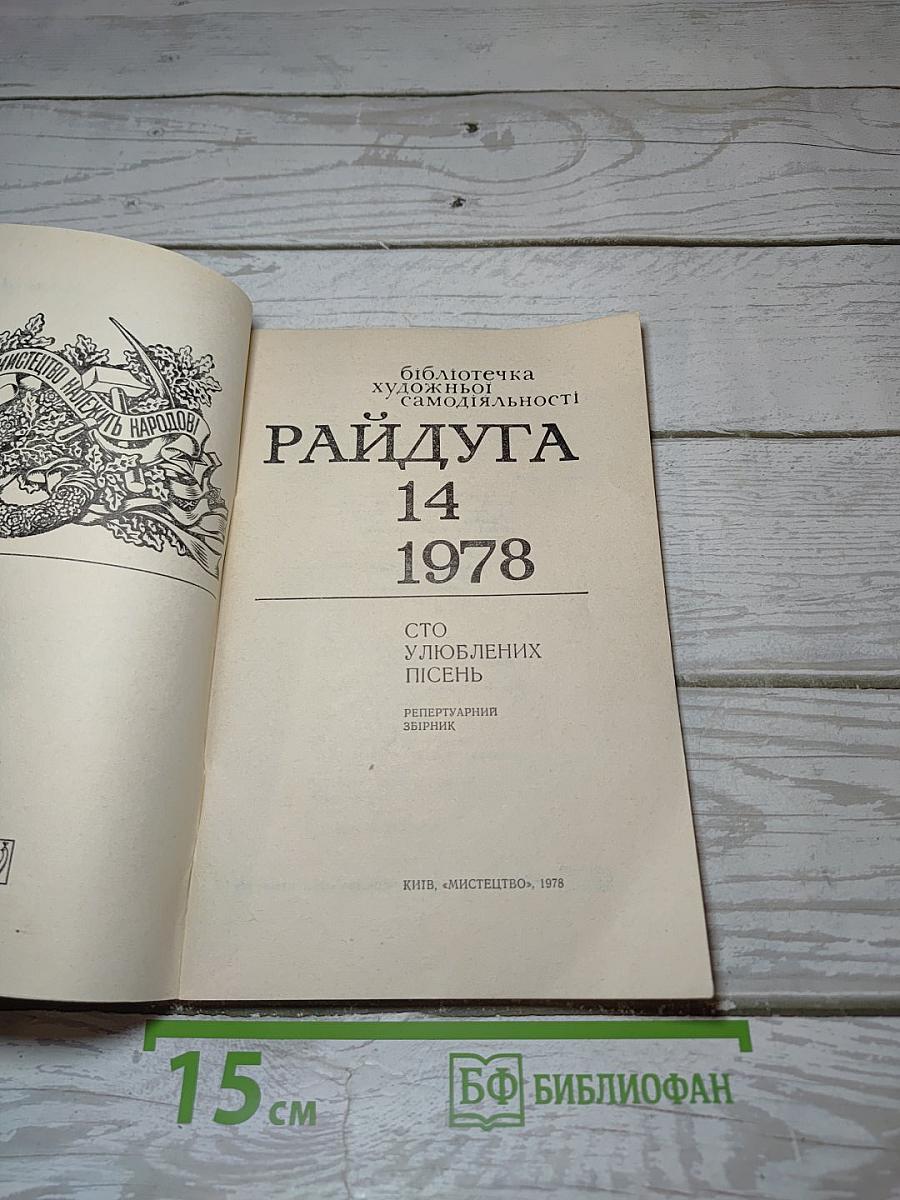 МИСТЕЦТВО НАЛЕЖИТЬ НАРОДОВІ
бібліотечка
художньої
самодіяльності
РАЙДУГА
14
1978
СТО
УЛЮБЛЕНИХ
ПІСЕНЬ
РЕПЕРТУАРНИЙ
ЗБІРНИК
КИЇВ, «МИСТЕЦТВО», 1978
15 см
БФ БИБЛИОФАН